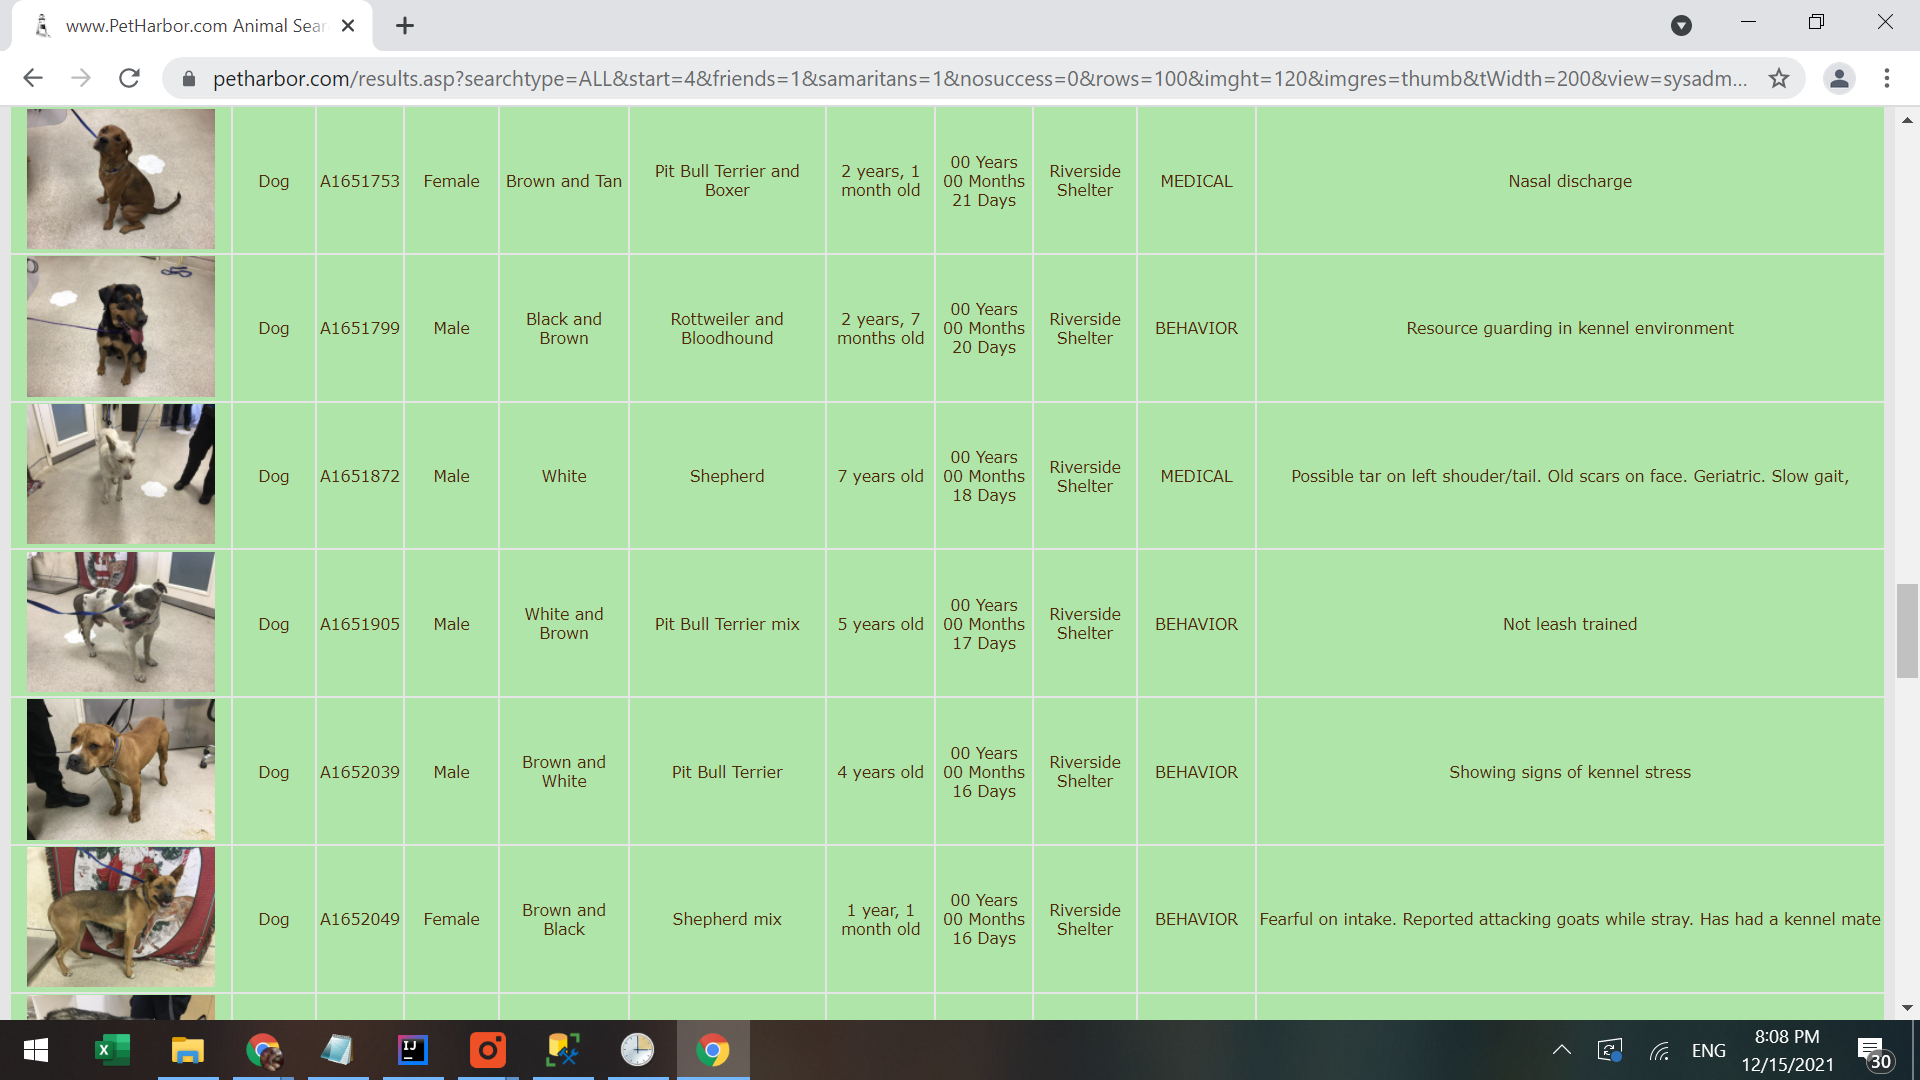 www.PetHarbor.com Animal Sear
petharbor.com/results.asp?searchtype=ALL&start=4&friends=1&samaritans=1&nosuccess=0&rows=100&imght=120&imgres=thumb&tWidth=200&view=sysadm...
Dog
A1651753
Female
Brown and Tan
Pit Bull Terrier and
Boxer
2 years, 1
month old
00 Years
00 Months
21 Days
Riverside
Shelter
MEDICAL
Nasal discharge
Dog
A1651799
Male
Black and
Brown
Rottweiler and
Bloodhound
2 years, 7
months old
00 Years
00 Months
20 Days
Riverside
Shelter
BEHAVIOR
Resource guarding in kennel environment
Dog
A1651872
Male
White
Shepherd
7 years old
00 Years
00 Months
18 Days
Riverside
Shelter
MEDICAL
Possible tar on left shouder/tail. Old scars on face. Geriatric. Slow gait,
Dog
A1651905
Male
White and
Brown
Pit Bull Terrier mix
5 years old
00 Years
00 Months
17 Days
Riverside
Shelter
BEHAVIOR
Not leash trained
Dog
A1652039
Male
Brown and
White
Pit Bull Terrier
4 years old
00 Years
00 Months
16 Days
Riverside
Shelter
BEHAVIOR
Showing signs of kennel stress
Dog
A1652049
Female
Brown and
Black
Shepherd mix
1 year, 1
month old
00 Years
00 Months
16 Days
Riverside
Shelter
BEHAVIOR
Fearful on intake. Reported attacking goats while stray. Has had a kennel mate
X
IJ
ENG
8:08 PM
12/15/2021
30